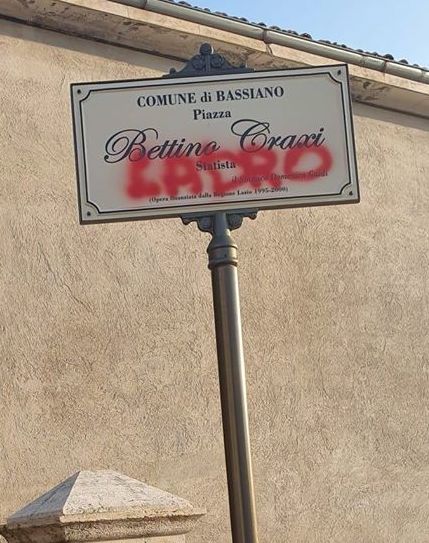 COMUNE di BASSIANO
Piazza
Bettino Craxi
Statista
LADRO
(Opera finanziata dalla Regione Lazio 1995-2000)